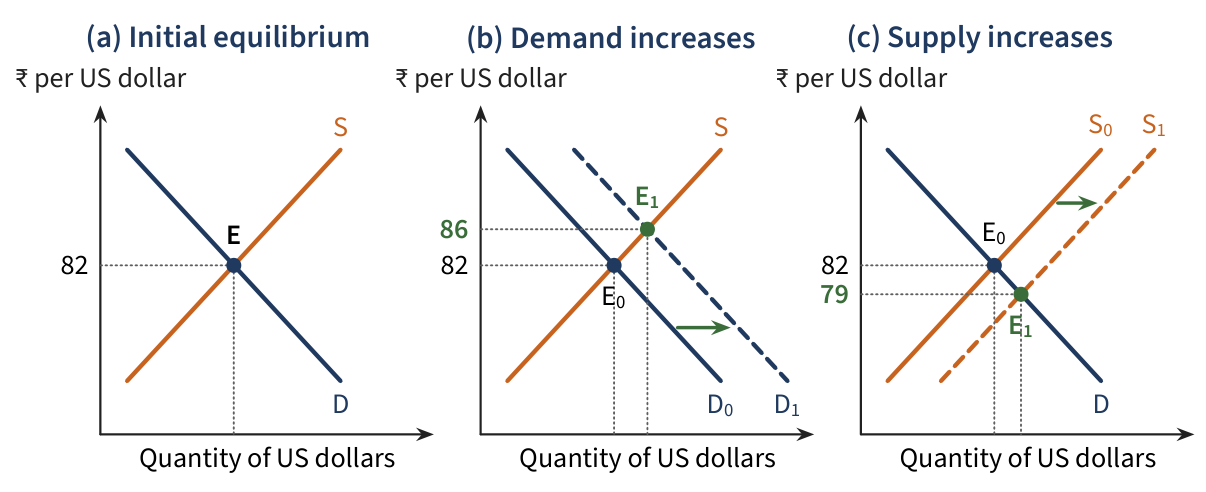 (a) Initial equilibrium
₹ per US dollar
S
E
82
D
Quantity of US dollars
(b) Demand increases
₹ per US dollar
S
E₁
86
82
E₀
D₀
D₁
Quantity of US dollars
(c) Supply increases
₹ per US dollar
S₀
S₁
E₀
82
79
E₁
D
Quantity of US dollars